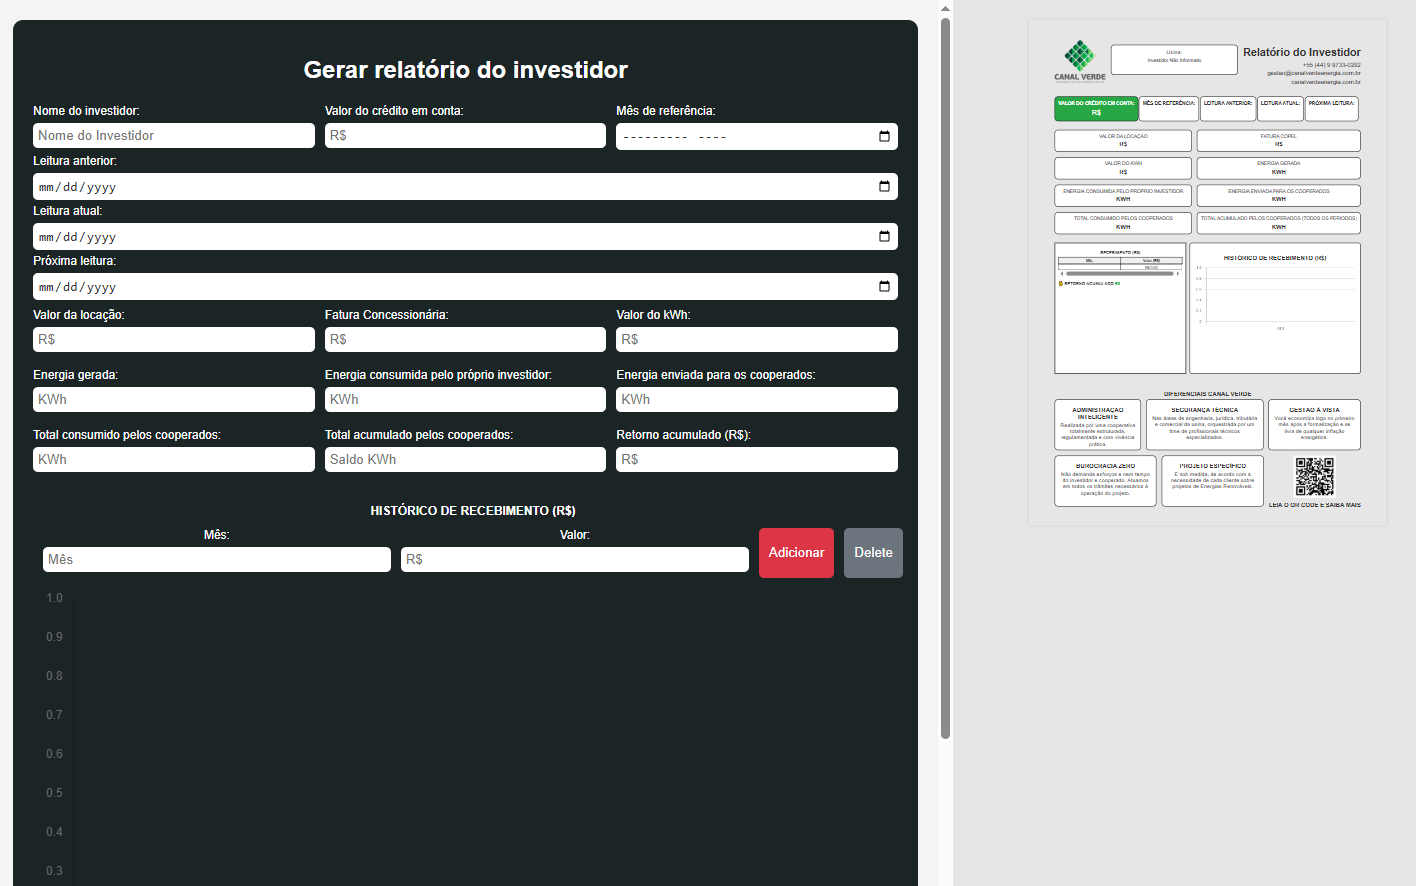 Gerar relatório do investidor
Nome do investidor:
Nome do Investidor
Valor do crédito em conta:
R$
Mês de referência:
--------- ----
Leitura anterior:
mm/dd/yyyy
Leitura atual:
mm/dd/yyyy
Próxima leitura:
mm/dd/yyyy
Valor da locação:
R$
Fatura Concessionária:
R$
Valor do kWh:
R$
Energia gerada:
KWh
Energia consumida pelo próprio investidor:
KWh
Energia enviada para os cooperados:
KWh
Total consumido pelos cooperados:
KWh
Total acumulado pelos cooperados:
Saldo KWh
Retorno acumulado (R$):
R$
HISTÓRICO DE RECEBIMENTO (R$)
Mês:
Mês
Valor:
R$
Adicionar
Delete
1.0
0.9
0.8
0.7
0.6
0.5
0.4
0.3
CANAL VERDE
Usina:
Investidor Não Informado
Relatório do Investidor
+55 (44) 9 9733-0292
gestao@canalverdeenergia.com.br
canalverdeenergia.com.br
VALOR DO CRÉDITO EM CONTA:
R$
MÊS DE REFERÊNCIA:
LEITURA ANTERIOR:
LEITURA ATUAL:
PRÓXIMA LEITURA:
VALOR DA LOCAÇÃO
R$
FATURA COPEL
R$
VALOR DO KWH
R$
ENERGIA GERADA
KWH
ENERGIA CONSUMIDA PELO PRÓPRIO INVESTIDOR
KWH
ENERGIA ENVIADA PARA OS COOPERADOS
KWH
TOTAL CONSUMIDO PELOS COOPERADOS
KWH
TOTAL ACUMULADO PELOS COOPERADOS (TODOS OS PERÍODOS)
KWH
RECEBIMENTO (R$)
Mês
Valor (R$)
R$ 0,00
RETORNO ACUMULADO R$
HISTÓRICO DE RECEBIMENTO (R$)
1.0
0.8
0.6
0.4
0.2
0
Mês
DIFERENCIAIS CANAL VERDE
ADMINISTRAÇÃO
INTELIGENTE
Realizada por uma cooperativa
totalmente estruturada,
regulamentada e com vivência
prática.
SEGURANÇA TÉCNICA
Nas áreas de engenharia, jurídica, tributária
e comercial da usina, orquestrada por um
time de profissionais técnicos
especializados.
GESTÃO À VISTA
Você economiza logo no primeiro
mês após a formalização e se
livra de qualquer inflação
energética.
BUROCRACIA ZERO
Não demanda esforços e nem tempo
do investidor e cooperado. Atuamos
em todos os trâmites necessários à
operação do projeto.
PROJETO ESPECÍFICO
É sob medida, de acordo com a
necessidade de cada cliente sobre
projetos de Energias Renováveis.
LEIA O QR CODE E SAIBA MAIS